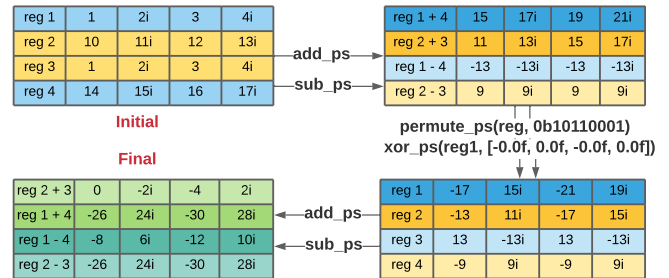 reg 1 1 2i 3 4i
reg 2 10 11i 12 13i
reg 3 1 2i 3 4i
reg 4 14 15i 16 17i
Initial
add_ps
sub_ps
reg 1 + 4 15 17i 19 21i
reg 2 + 3 11 13i 15 17i
reg 1 - 4 -13 -13i -13 -13i
reg 2 - 3 9 9i 9 9i
permute_ps(reg, 0b10110001)
xor_ps(reg1, [-0.0f, 0.0f, -0.0f, 0.0f])
Final
reg 2 + 3 0 -2i -4 2i
reg 1 + 4 -26 24i -30 28i
reg 1 - 4 -8 6i -12 10i
reg 2 - 3 -26 24i -30 28i
add_ps
sub_ps
reg 1 -17 15i -21 19i
reg 2 -13 11i -17 15i
reg 3 13 -13i 13 -13i
reg 4 -9 9i -9 9i